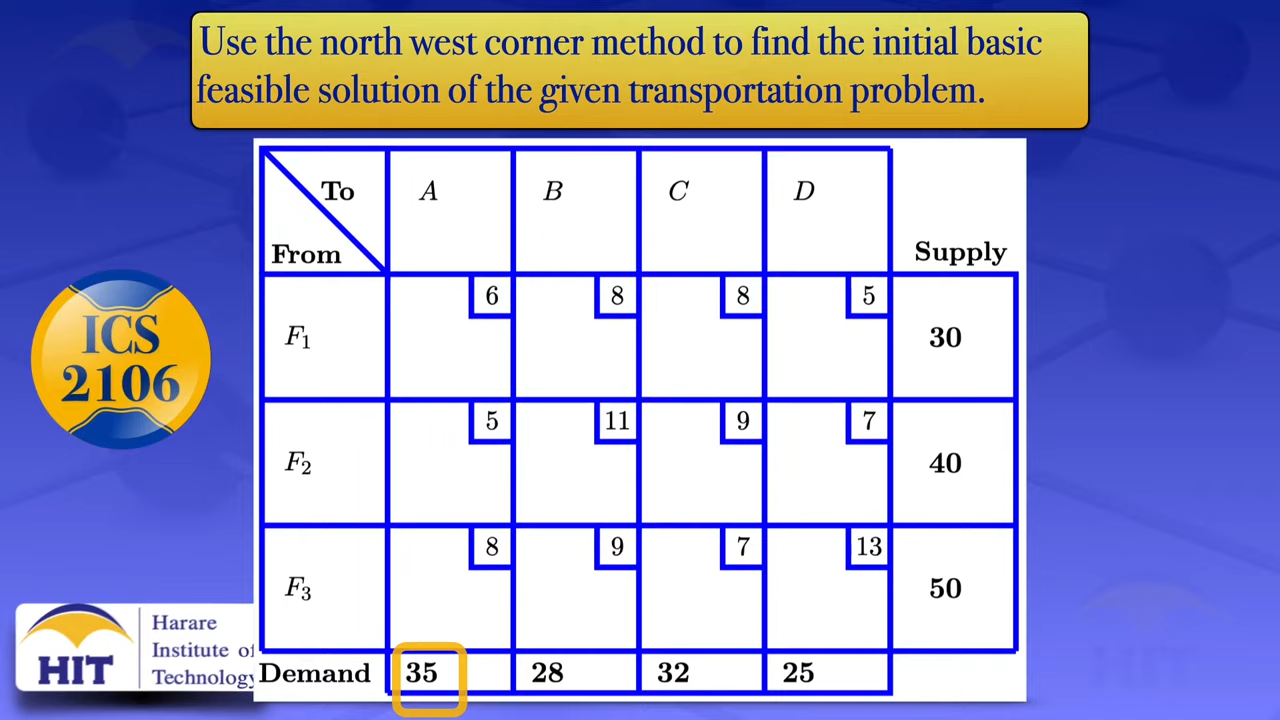 Use the north west corner method to find the initial basic
feasible solution of the given transportation problem.
To
From
A
B
C
D
Supply
F1
6
8
8
5
30
F2
5
11
9
7
40
F3
8
9
7
13
50
Demand
35
28
32
25
ICS
2106
HIT
Harare
Institute of
Technology